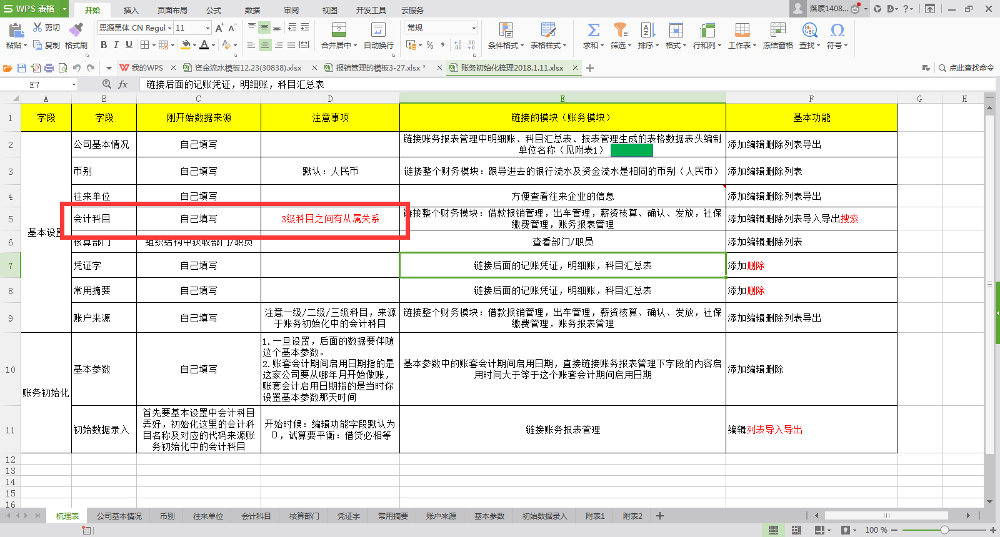 WPS 表格
开始 插入 页面布局 公式 数据 审阅 视图 开发工具 云服务
落辰1408...
粘贴 剪切 复制 格式刷
思源黑体 CN Regul 11
B I U A
合并居中 自动换行
常规
条件格式 表格样式 求和 筛选 排序 格式 行和列 工作表 冻结窗格 查找 符号
我的WPS 资金流水模板12.23(30838).xlsx 报销管理的模板3-27.xlsx * 账务初始化梳理2018.1.11.xlsx
点此查找命令
E7 fx 链接后面的记账凭证，明细账，科目汇总表
A B C D E F G H
1 字段 字段 刚开始数据来源 注意事项 链接的模块（账务模块） 基本功能
2 公司基本情况 自己填写 链接账务报表管理中明细账、科目汇总表、报表管理生成的表格数据表头编制
单位名称（见附表1） 添加编辑删除列表导出
3 币别 自己填写 默认：人民币 链接整个财务模块：跟导进去的银行流水及资金流水是相同的币别（人民币） 添加编辑删除列表
4 往来单位 自己填写 方便查看往来企业的信息 添加编辑删除列表导出
5 会计科目 自己填写 3级科目之间有从属关系 链接整个财务模块：借款报销管理，出车管理，薪资核算、确认、发放，社保
缴费管理，账务报表管理 添加编辑删除列表导入导出搜索
基本设置
6 核算部门 组织结构中获取部门/职员 查看部门/职员 添加编辑删除列表
7 凭证字 自己填写 链接后面的记账凭证，明细账，科目汇总表 添加删除
8 常用摘要 自己填写 链接后面的记账凭证，明细账，科目汇总表 添加删除
9 账户来源 自己填写 注意一级/二级/三级科目，来源
于账务初始化中的会计科目 链接整个财务模块：借款报销管理，出车管理，薪资核算、确认、发放，社保
缴费管理，账务报表管理 添加编辑删除列表导出
10 基本参数 自己填写 1.一旦设置，后面的数据要伴随
这个基本参数。
2.账套会计期间启用日期指的是
这家公司要从哪年月开始做账，
账套会计启用日期指的是当时你
设置基本参数那天时间
基本参数中的账套会计期间启用日期，直接链接账务报表管理下字段的内容启
用时间大于等于这个账套会计期间启用日期 添加编辑删除
账务初始化
11 初始数据录入 首先要基本设置中会计科目
弄好，初始化这里的会计科
目名称及对应的代码来源账
务初始化中的会计科目
开始时候：编辑功能字段默认为
0，试算要平衡：借贷必相等 链接账务报表管理 编辑列表导入导出
12
13
14
15
16
梳理表 公司基本情况 币别 往来单位 会计科目 核算部门 凭证字 常用摘要 账户来源 基本参数 初始数据录入 附表1 附表2
100 %